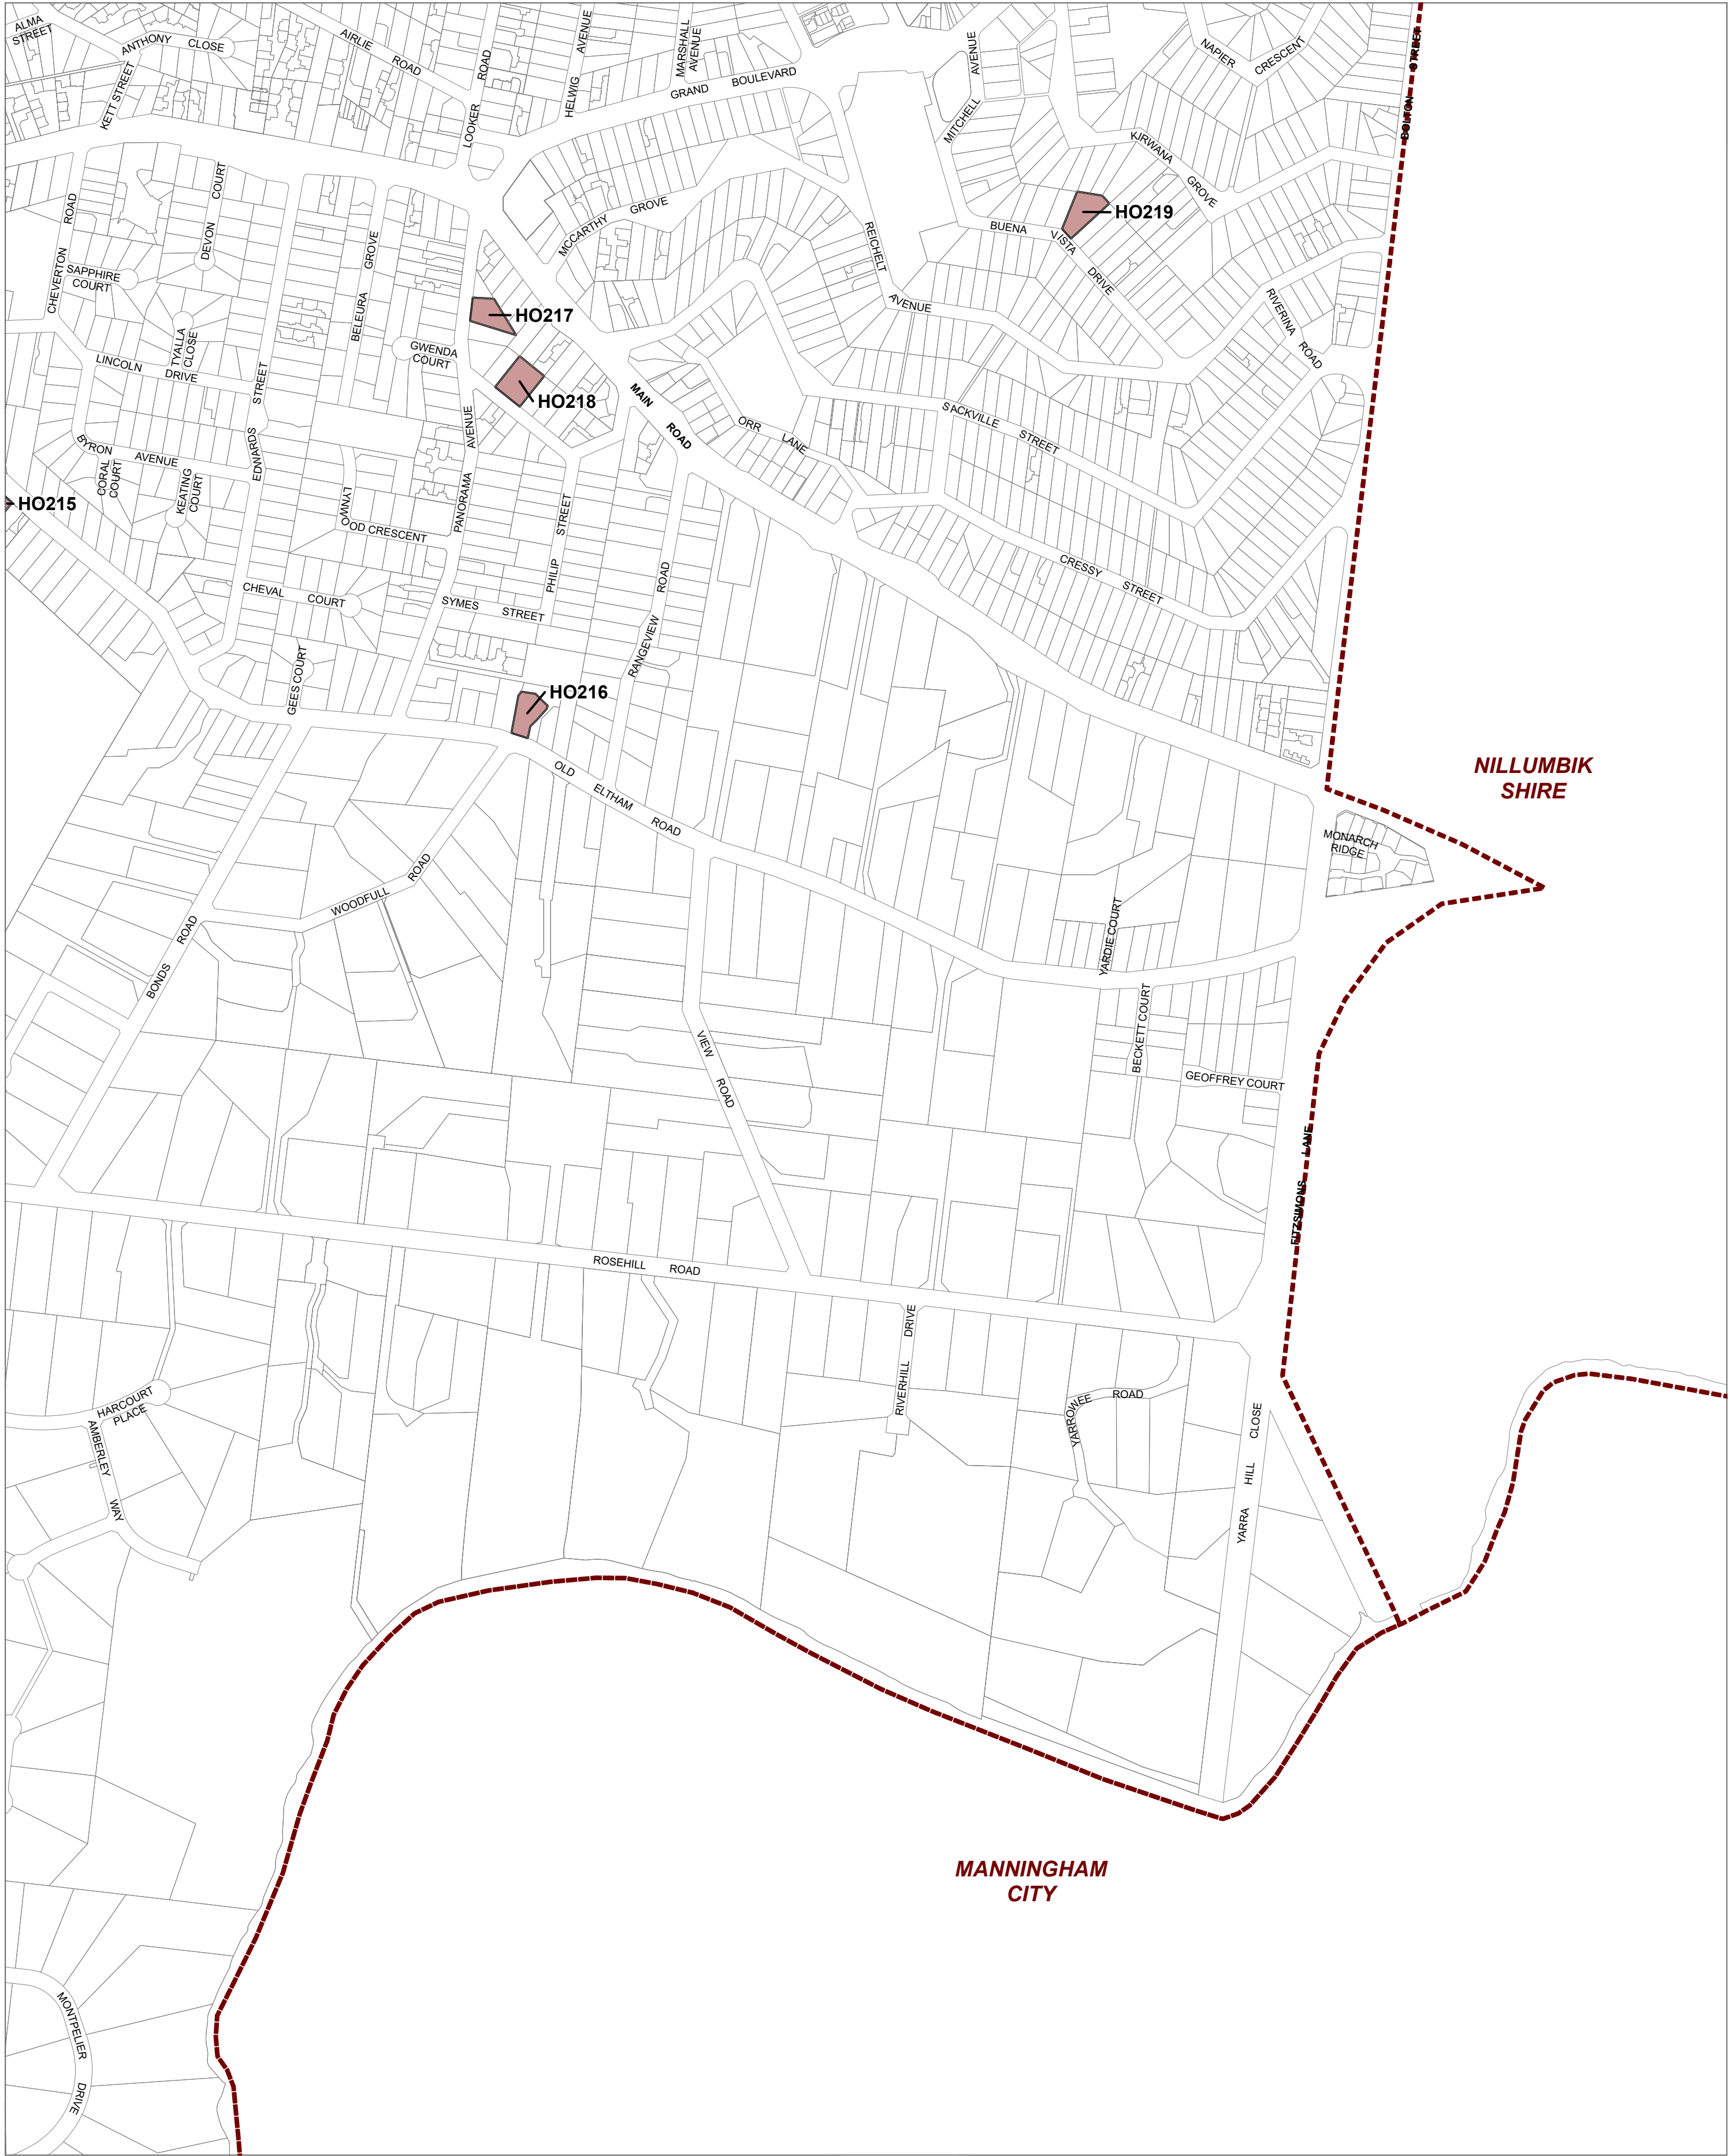 ALMA
STREET
ANTHONY CLOSE
KETT STREET
AIRLIE ROAD
LOOKER ROAD
HELWIG AVENUE
MARSHALL
AVENUE
GRAND BOULEVARD
MITCHELL AVENUE
NAPIER CRESCENT
BOLTON STREET
KIRWANA GROVE
HO219
BUENA VISTA DRIVE
MCCARTHY GROVE
REICHELT AVENUE
RIVERINA ROAD
CHEVERTON ROAD
SAPPHIRE
COURT
DEVON COURT
YALLA
CLOSE
BELEURA GROVE
HO217
GWENDA
COURT
HO218
LINCOLN DRIVE
EDWARDS STREET
MAIN ROAD
ORR LANE
SACKVILLE STREET
BYRON AVENUE
CORAL
COURT
KEATING
COURT
HO215
LYNWOOD CRESCENT
PANORAMA AVENUE
PHILIP STREET
RANGEVIEW ROAD
CRESSY STREET
CHEVAL COURT
SYMES STREET
GEES COURT
HO216
OLD ELTHAM ROAD
NILLUMBIK
SHIRE
MONARCH
RIDGE
WOODFULL ROAD
BONDS ROAD
YARDIE COURT
BECKETT COURT
GEOFFREY COURT
VIEW ROAD
FITZSIMONS LANE
ROSEHILL ROAD
RIVERHILL DRIVE
YARROWEE ROAD
YARRA HILL CLOSE
HARCOURT
PLACE
AMBERLEY WAY
MANNINGHAM
CITY
MONTPELIER DRIVE